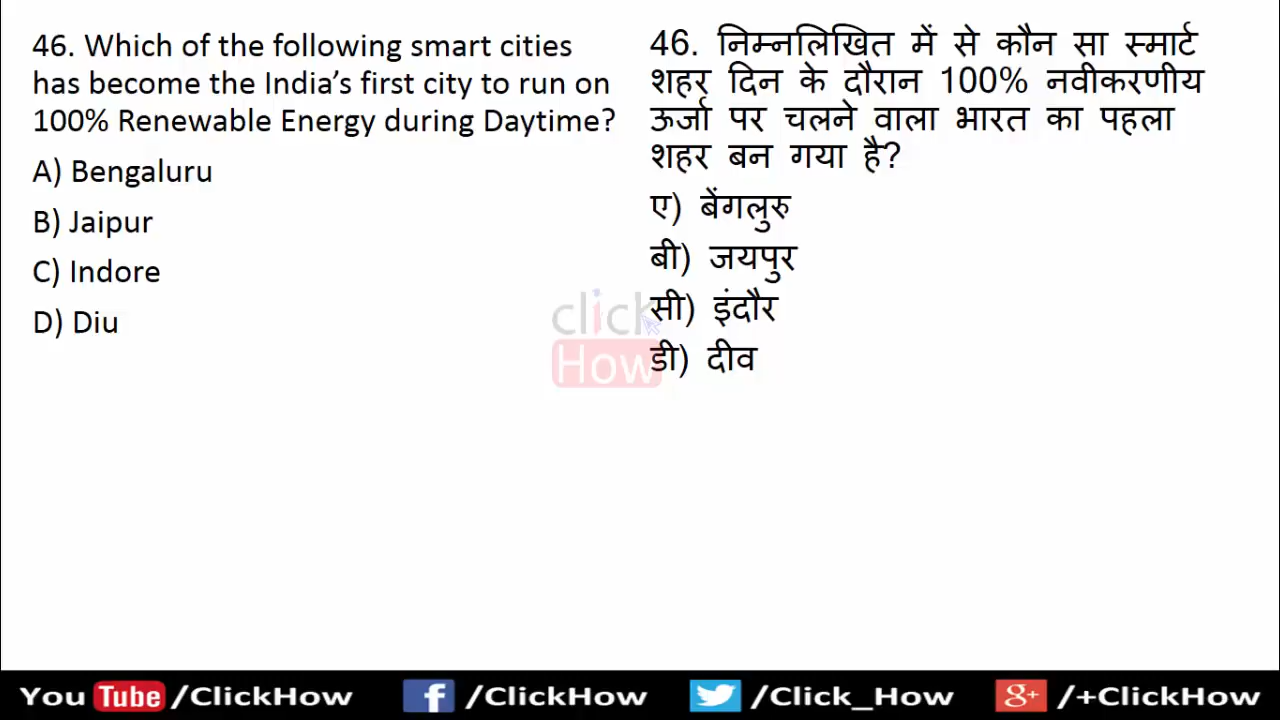 46. Which of the following smart cities
has become the India’s first city to run on
100% Renewable Energy during Daytime?
A) Bengaluru
B) Jaipur
C) Indore
D) Diu
46. निम्नलिखित में से कौन सा स्मार्ट
शहर दिन के दौरान 100% नवीकरणीय
ऊर्जा पर चलने वाला भारत का पहला
शहर बन गया है?
ए) बेंगलुरु
बी) जयपुर
सी) इंदौर
डी) दीव
click
How
You Tube /ClickHow f /ClickHow /Click_How g+ /+ClickHow